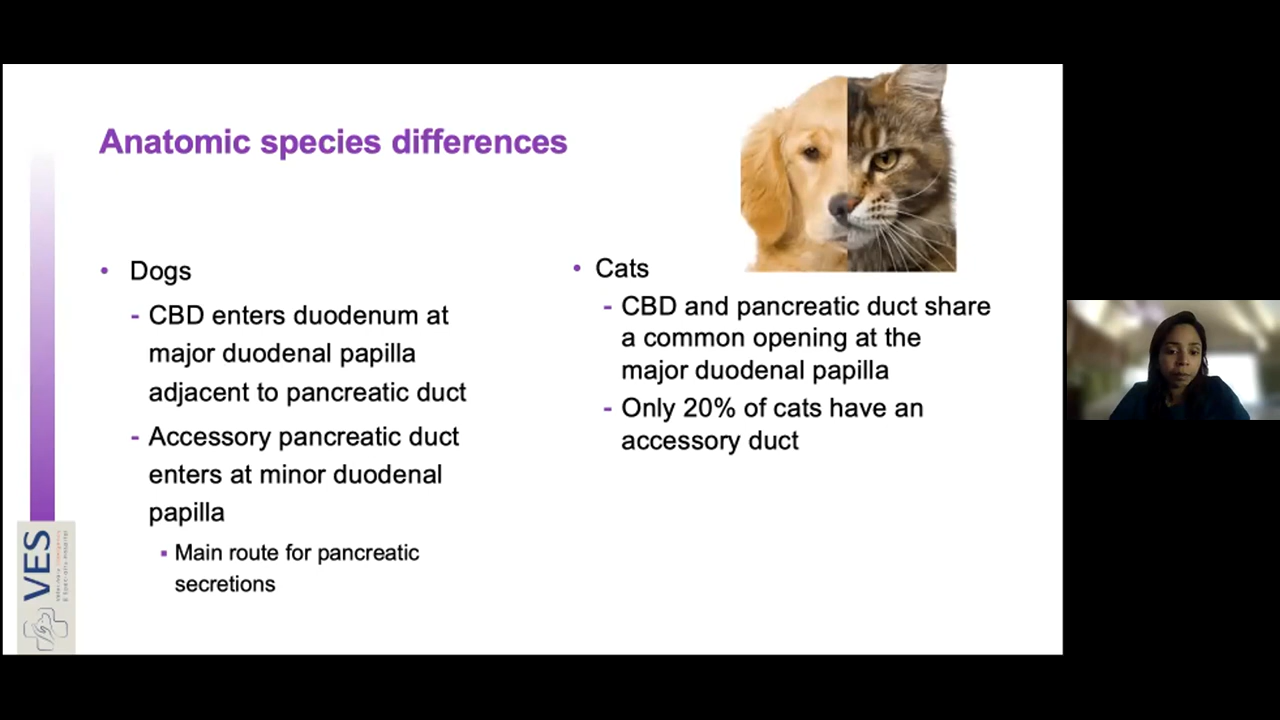 Anatomic species differences
• Dogs
- CBD enters duodenum at
major duodenal papilla
adjacent to pancreatic duct
- Accessory pancreatic duct
enters at minor duodenal
papilla
▪ Main route for pancreatic
secretions
• Cats
- CBD and pancreatic duct share
a common opening at the
major duodenal papilla
- Only 20% of cats have an
accessory duct
VES